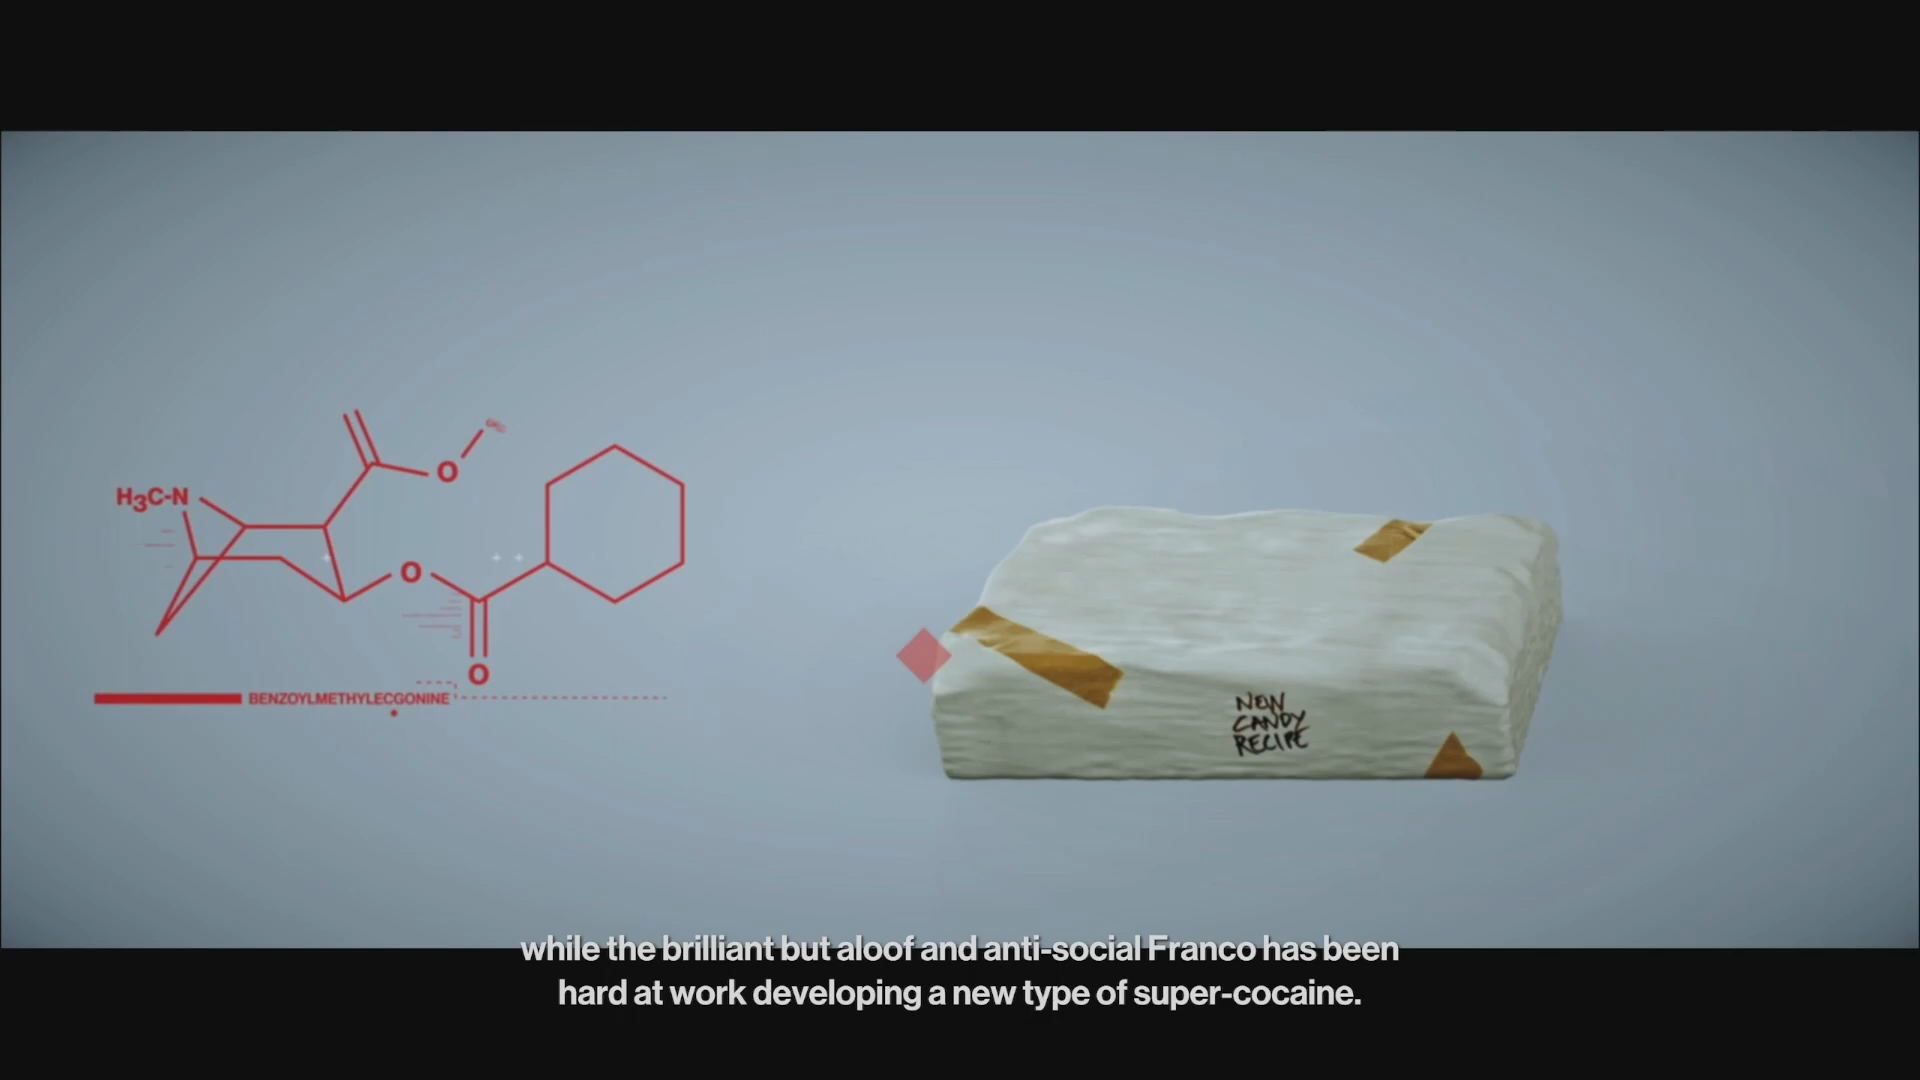 O
H3C-N
O
O
BENZOYLMETHYLECGONINE
NEW
CANDY
RECIPE
while the brilliant but aloof and anti-social Franco has been
hard at work developing a new type of super-cocaine.